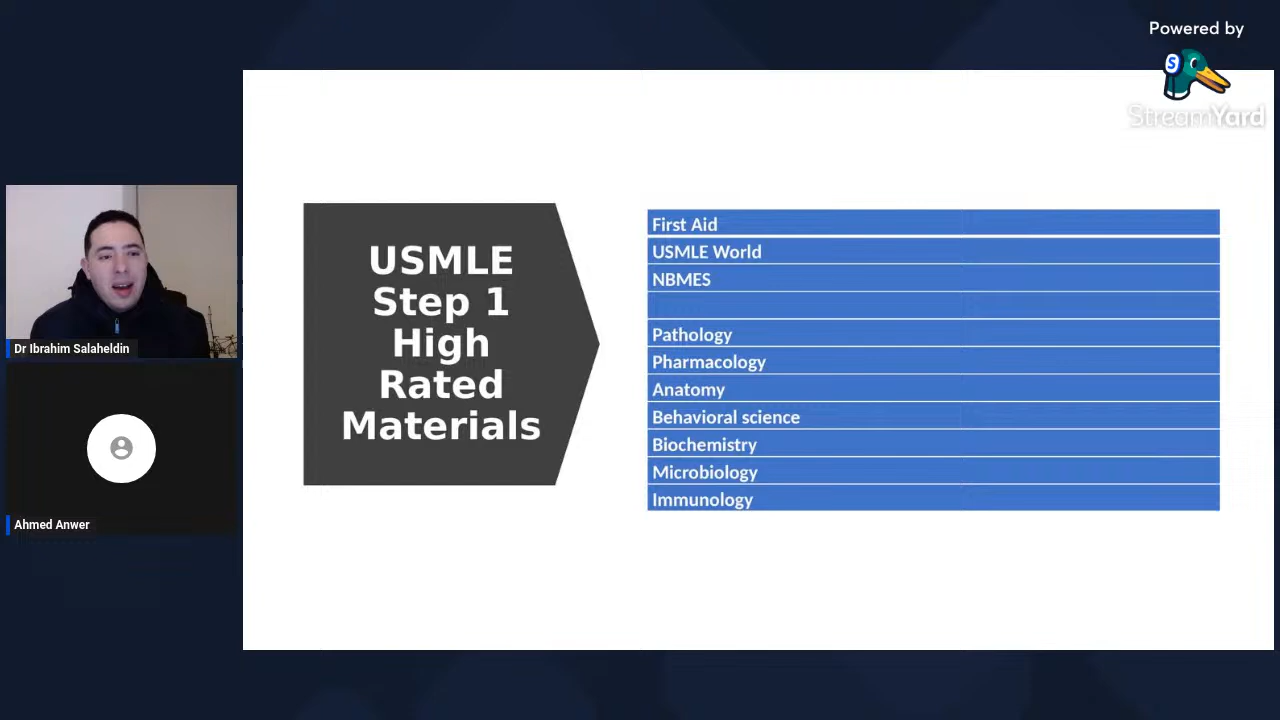 Powered by
S
StreamYard
USMLE
Step 1
High
Rated
Materials
First Aid
USMLE World
NBMES
Pathology
Pharmacology
Anatomy
Behavioral science
Biochemistry
Microbiology
Immunology
Dr Ibrahim Salaheldin
Ahmed Anwer